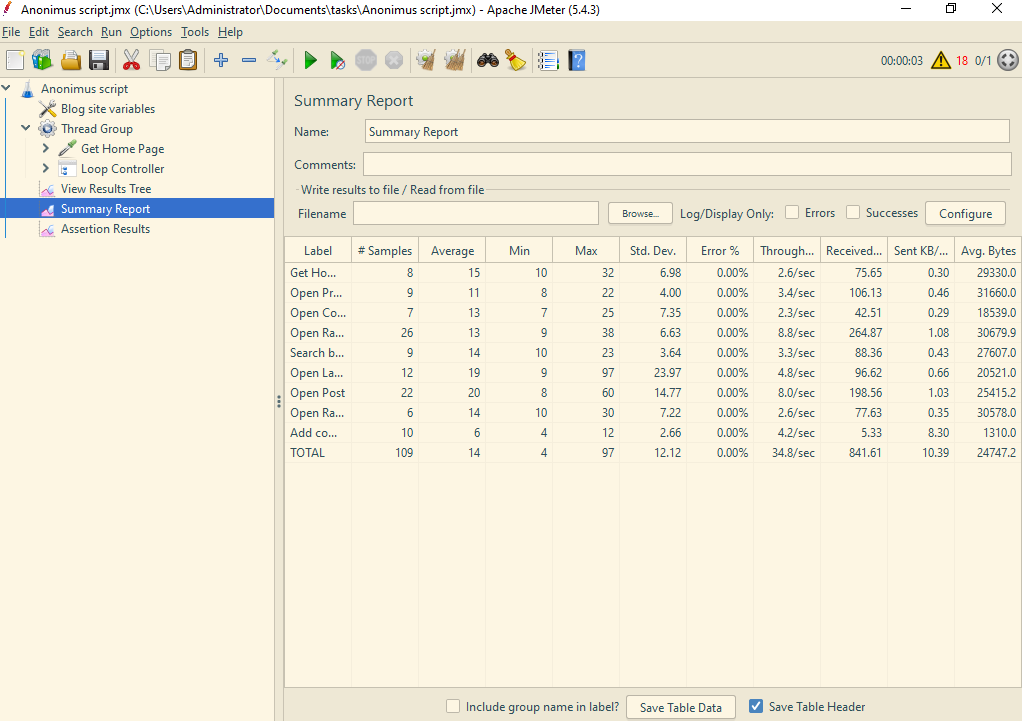 Anonimus script.jmx (C:\Users\Administrator\Documents\tasks\Anonimus script.jmx) - Apache JMeter (5.4.3)
File Edit Search Run Options Tools Help
STOP
00:00:03 18 0/1
Anonimus script
Blog site variables
Thread Group
Get Home Page
Loop Controller
View Results Tree
Summary Report
Assertion Results
Summary Report
Name: Summary Report
Comments:
Write results to file / Read from file
Filename Browse... Log/Display Only: Errors Successes Configure
Label # Samples Average Min Max Std. Dev. Error % Through... Received... Sent KB/... Avg. Bytes
Get Ho... 8 15 10 32 6.98 0.00% 2.6/sec 75.65 0.30 29330.0
Open Pr... 9 11 8 22 4.00 0.00% 3.4/sec 106.13 0.46 31660.0
Open Co... 7 13 7 25 7.35 0.00% 2.3/sec 42.51 0.29 18539.0
Open Ra... 26 13 9 38 6.63 0.00% 8.8/sec 264.87 1.08 30679.9
Search b... 9 14 10 23 3.64 0.00% 3.3/sec 88.36 0.43 27607.0
Open La... 12 19 9 97 23.97 0.00% 4.8/sec 96.62 0.66 20521.0
Open Post 22 20 8 60 14.77 0.00% 8.0/sec 198.56 1.03 25415.2
Open Ra... 6 14 10 30 7.22 0.00% 2.6/sec 77.63 0.35 30578.0
Add co... 10 6 4 12 2.66 0.00% 4.2/sec 5.33 8.30 1310.0
TOTAL 109 14 4 97 12.12 0.00% 34.8/sec 841.61 10.39 24747.2
Include group name in label? Save Table Data Save Table Header